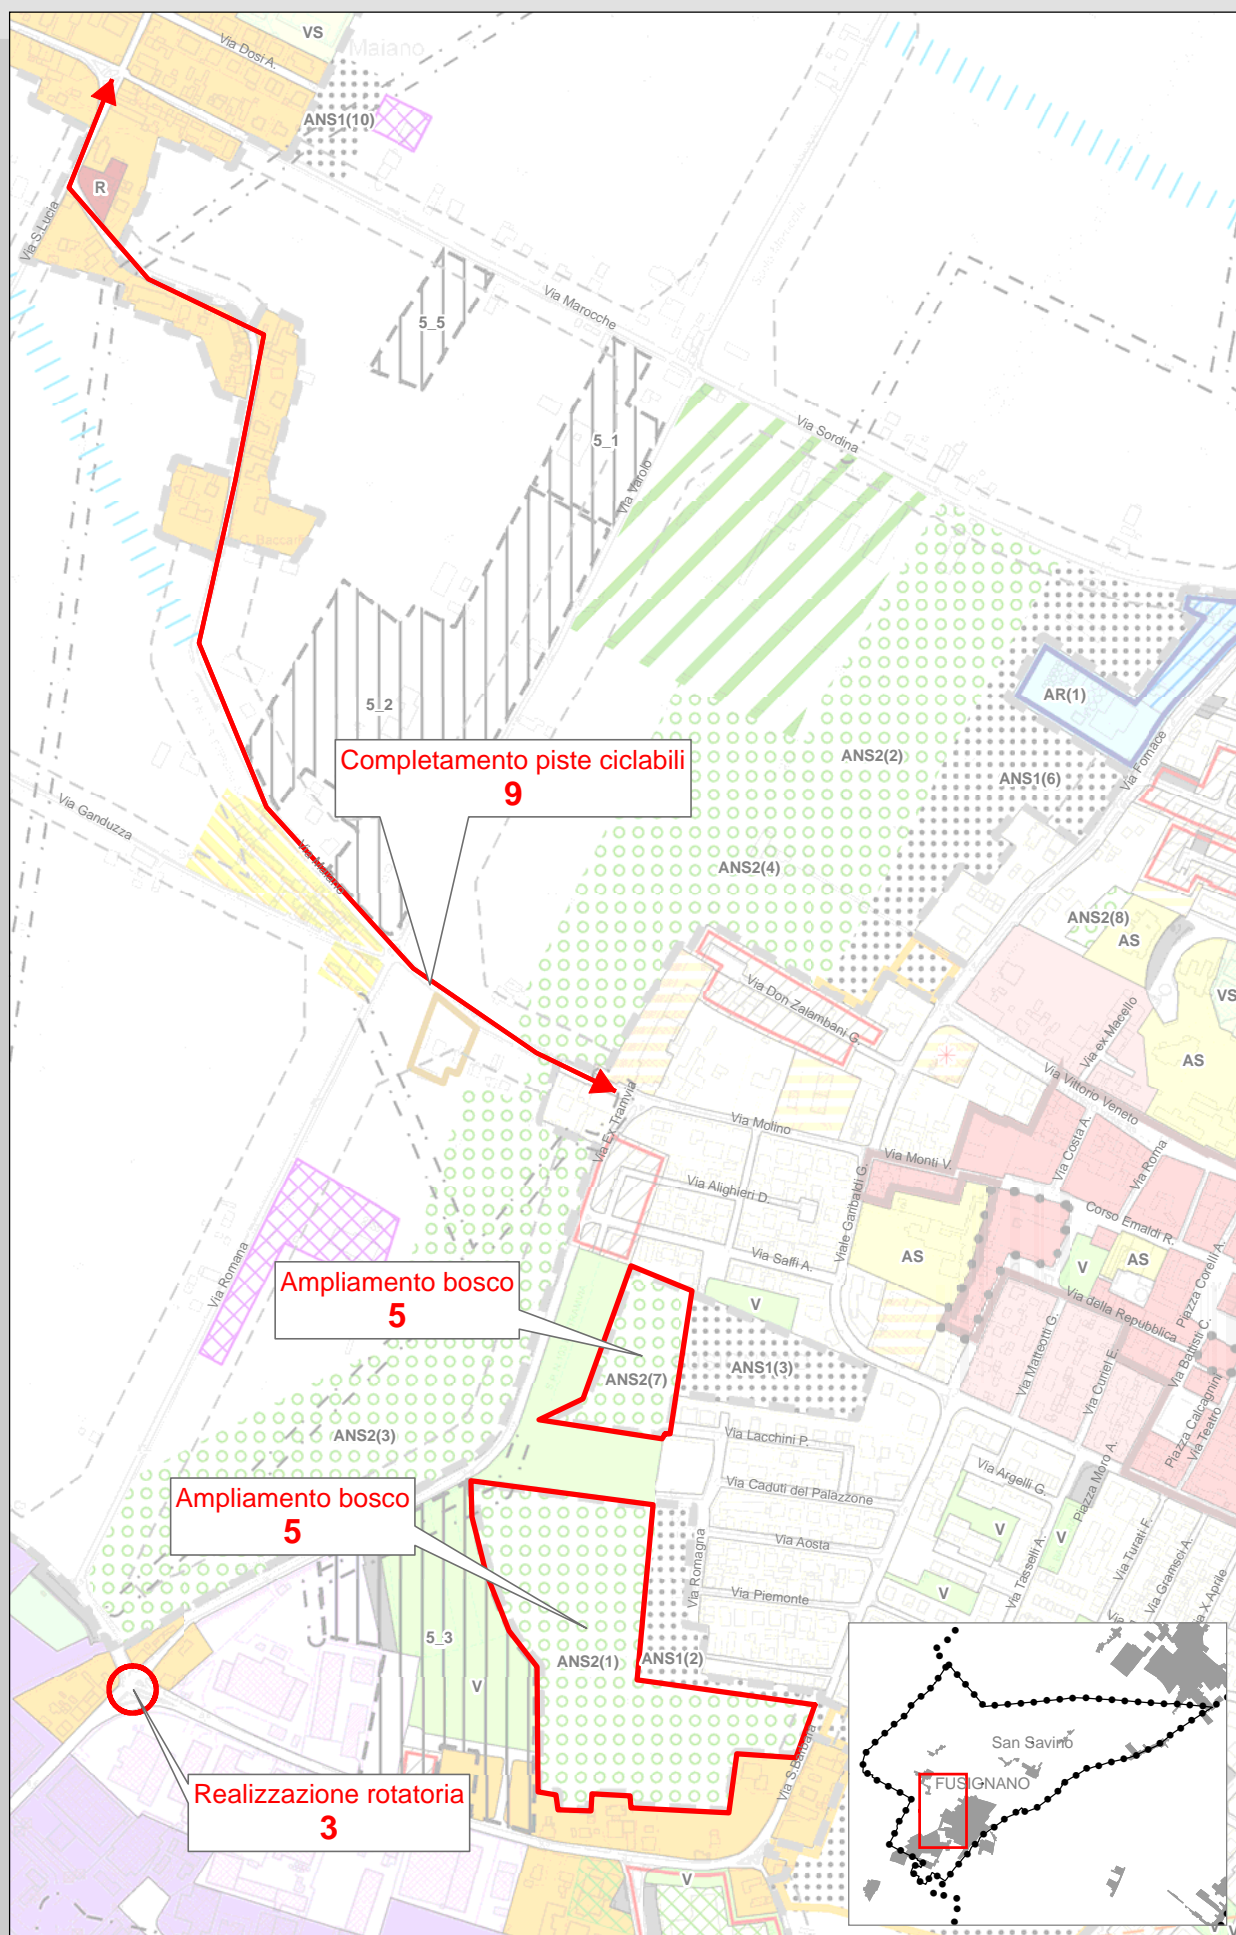 VS
Via Dosi A.
Maiano
ANS1(10)
R
Via S.Lucia
Via Marocche
5_5
5_1
Via Sordina
Via Varolo
C. Baccarini
AR(1)
5_2
ANS2(2)
Via Fornace
Completamento piste ciclabili
9
ANS1(6)
Via Ganduzza
Via Maiano
ANS2(4)
ANS2(8)
AS
VS
Via Don Zalambani G.
Via ex Macello
AS
Via Vittorio Veneto
Via Ex Tramvia
Via Molino
Via Costa A.
Via Roma
Via Monti V.
Via Alighieri D.
Viale Garibaldi G.
Corso Emaldi R.
Via Romana
Via Saffi A.
AS
V
AS
Piazza Corelli A.
Ampliamento bosco
5
V
Via della Repubblica
Via Battisti C.
Via Matteotti G.
Via Curiel E.
ANS2(7)
ANS1(3)
Piazza Calcagnini
Via Teatro
ANS2(3)
Via Lacchini P.
Via Argelli G.
Piazza Moro A.
Ampliamento bosco
5
Via Caduti del Palazzone
V
V
Via Aosta
Via Romagna
Via Tasselli A.
Via Turati F.
Via Gramsci A.
Via X Aprile
Via Piemonte
V
5_3
V
ANS2(1)
ANS1(2)
San Savino
FUSIGNANO
Via S.Barbara
Realizzazione rotatoria
3
V
V
V